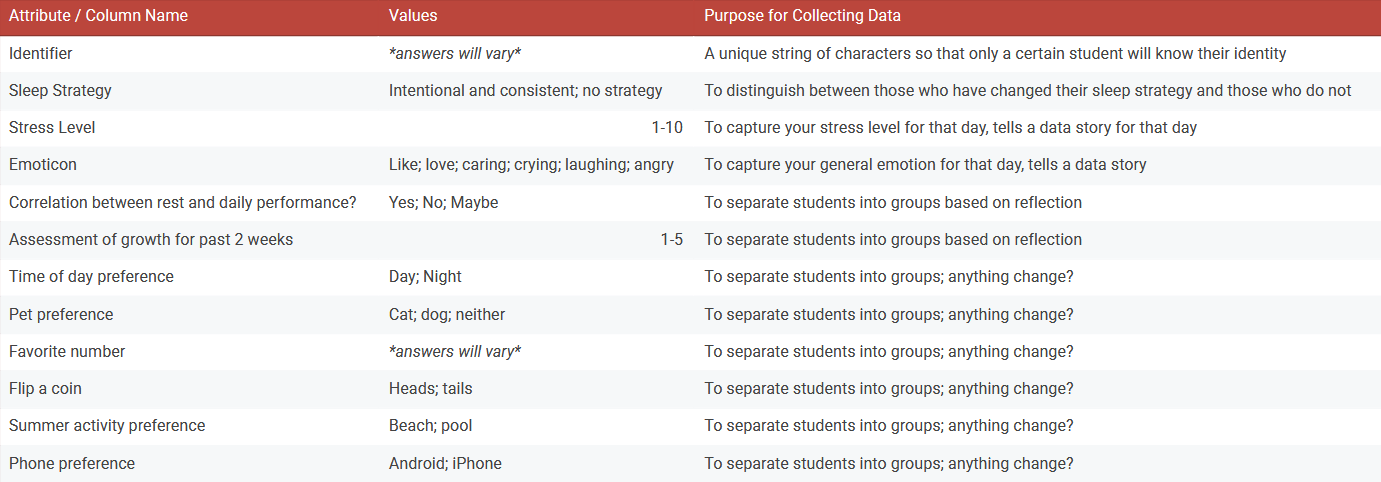 Attribute / Column Name Values Purpose for Collecting Data
Identifier *answers will vary* A unique string of characters so that only a certain student will know their identity
Sleep Strategy Intentional and consistent; no strategy To distinguish between those who have changed their sleep strategy and those who do not
Stress Level 1-10 To capture your stress level for that day, tells a data story for that day
Emoticon Like; love; caring; crying; laughing; angry To capture your general emotion for that day, tells a data story
Correlation between rest and daily performance? Yes; No; Maybe To separate students into groups based on reflection
Assessment of growth for past 2 weeks 1-5 To separate students into groups based on reflection
Time of day preference Day; Night To separate students into groups; anything change?
Pet preference Cat; dog; neither To separate students into groups; anything change?
Favorite number *answers will vary* To separate students into groups; anything change?
Flip a coin Heads; tails To separate students into groups; anything change?
Summer activity preference Beach; pool To separate students into groups; anything change?
Phone preference Android; iPhone To separate students into groups; anything change?